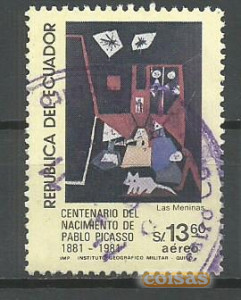 REPUBLICA DEL ECUADOR
Las Meninas
CENTENARIO DEL
NACIMIENTO DE
PABLO PICASSO
1881 - 1981
S/. 13.60
aéreo
IMP. INSTITUTO GEOGRAFICO MILITAR - QUITO
coisas